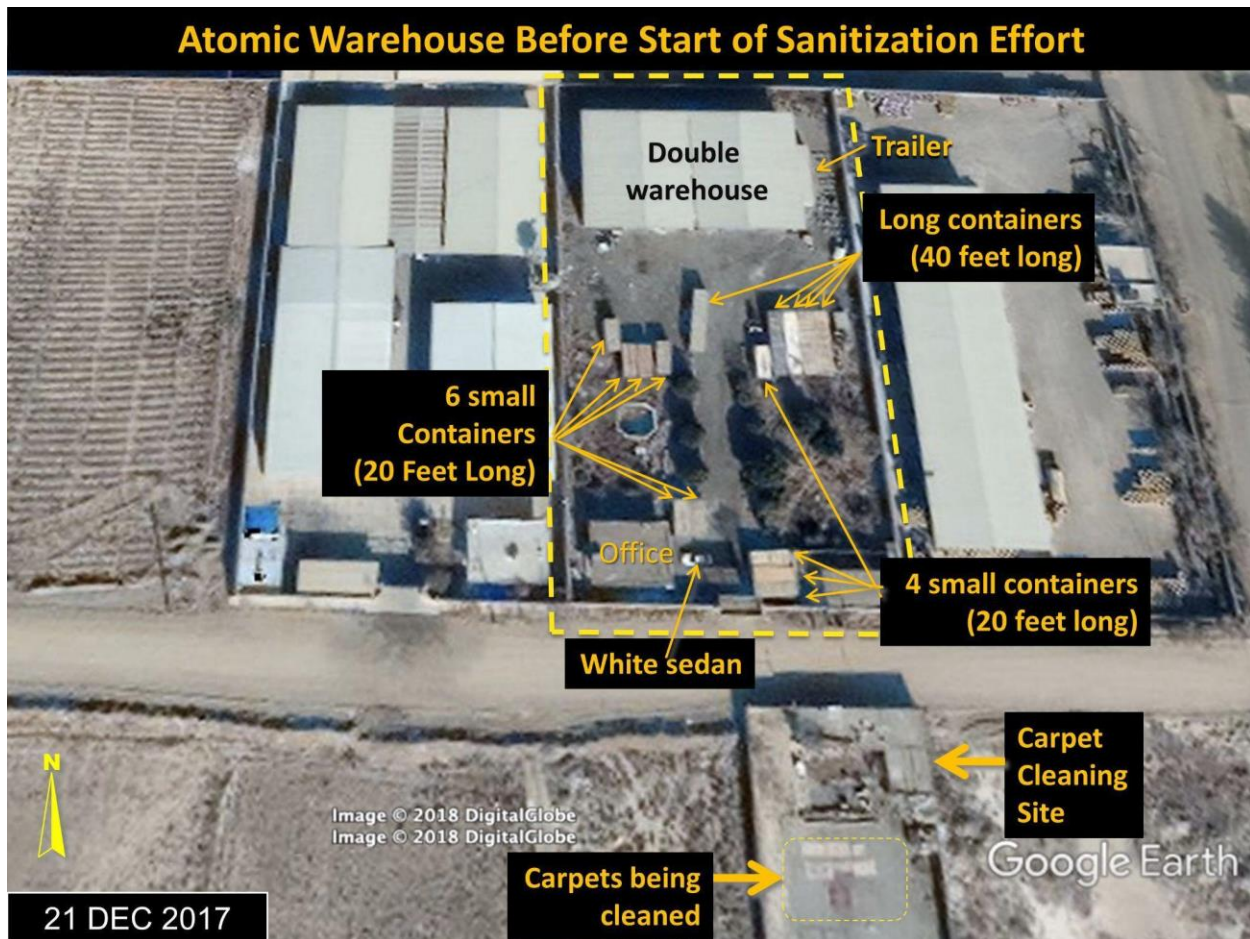 Atomic Warehouse Before Start of Sanitization Effort
Double
warehouse
Trailer
Long containers
(40 feet long)
6 small
Containers
(20 Feet Long)
Office
4 small containers
(20 feet long)
White sedan
N
Carpet
Cleaning
Site
Image © 2018 DigitalGlobe
Image © 2018 DigitalGlobe
Google Earth
Carpets being
cleaned
21 DEC 2017